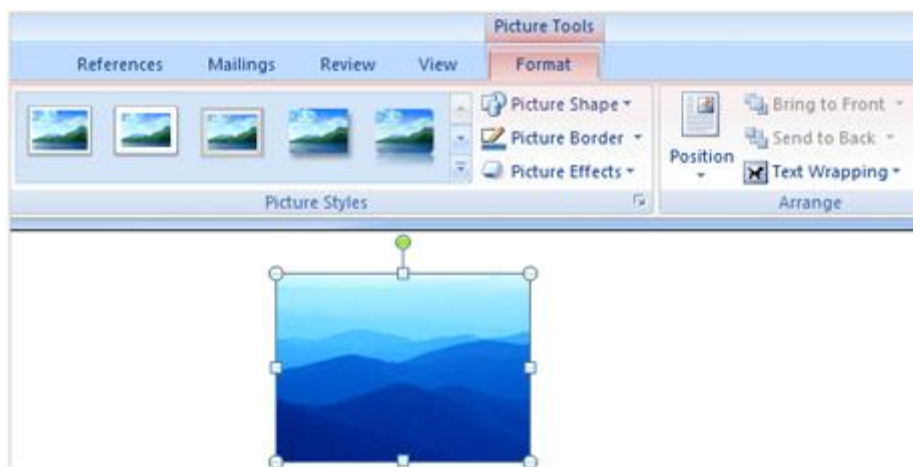 Picture Tools
References Mailings Review View Format
Picture Shape
Picture Border
Picture Effects
Picture Styles
Position
Bring to Front
Send to Back
Text Wrapping
Arrange